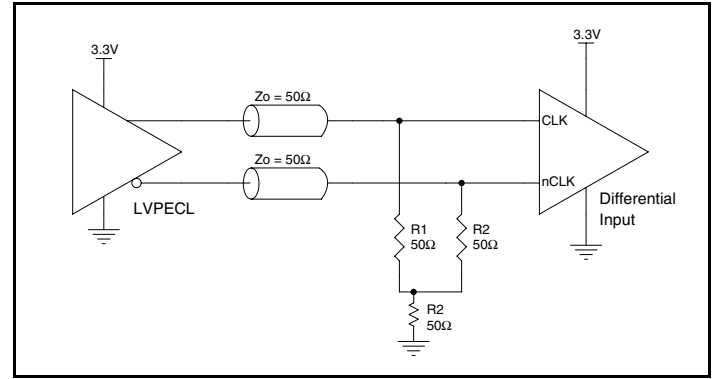 3.3V
3.3V
Zo = 50Ω
CLK
Zo = 50Ω
nCLK
LVPECL
Differential
Input
R1
50Ω
R2
50Ω
R2
50Ω